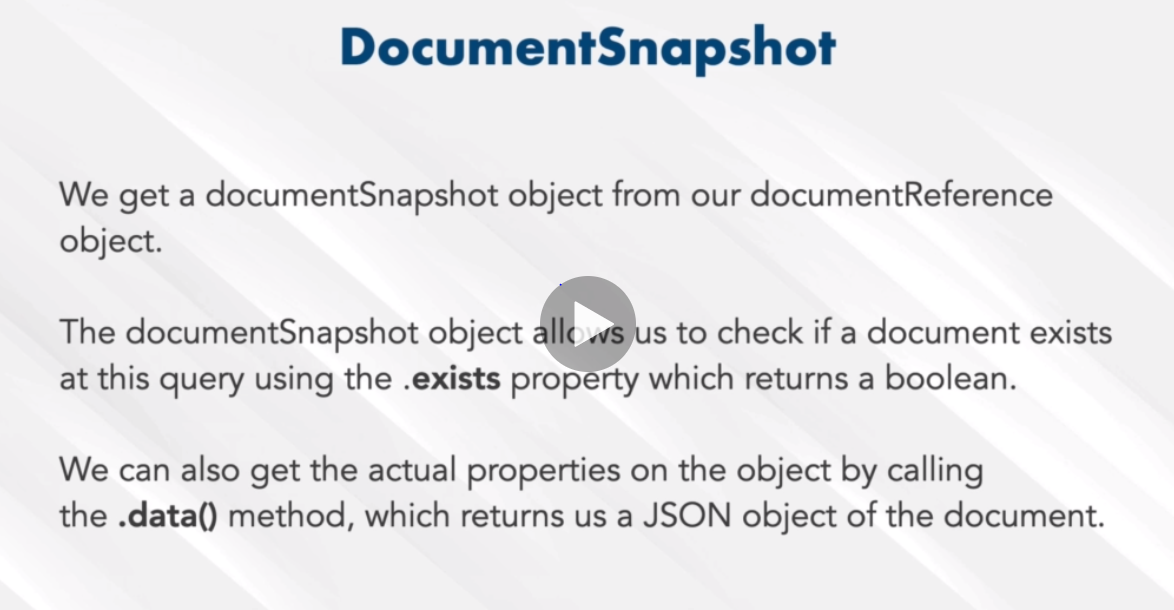 DocumentSnapshot
We get a documentSnapshot object from our documentReference
object.
The documentSnapshot object allows us to check if a document exists
at this query using the .exists property which returns a boolean.
We can also get the actual properties on the object by calling
the .data() method, which returns us a JSON object of the document.